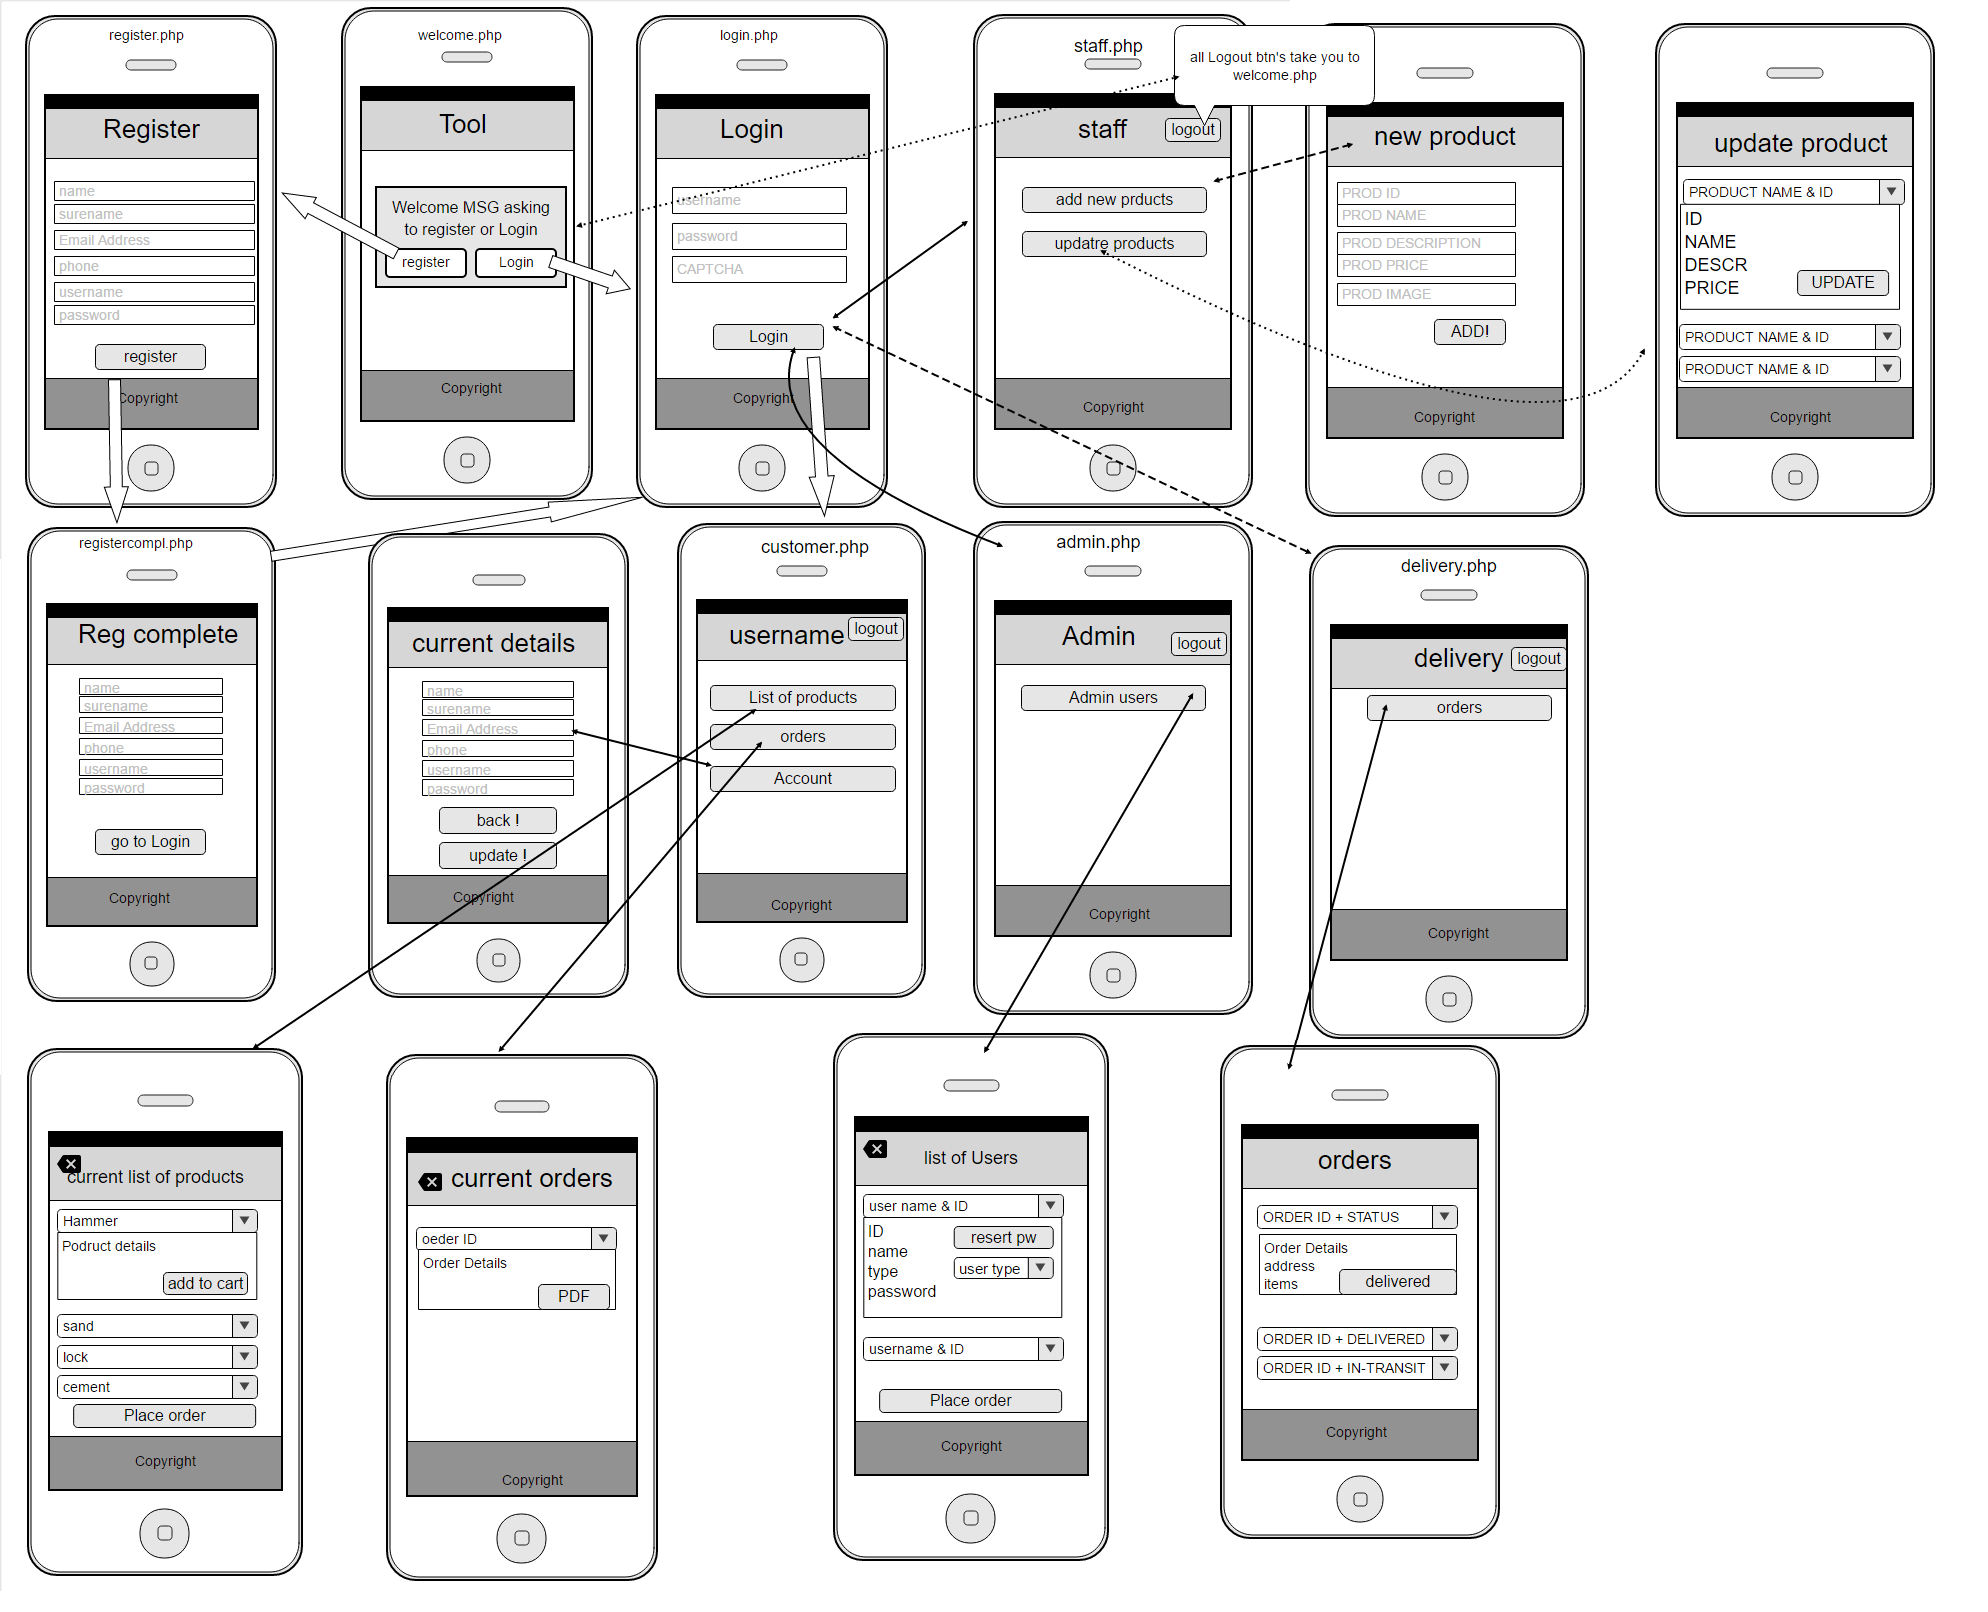 register.php
Register
name
surename
Email Address
phone
username
password
register
Copyright
welcome.php
Tool
Welcome MSG asking
to register or Login
register
Login
Copyright
login.php
Login
username
password
CAPTCHA
Login
Copyright
staff.php
staff
logout
add new prducts
updatre products
Copyright
all Logout btn's take you to
welcome.php
new product
PROD ID
PROD NAME
PROD DESCRIPTION
PROD PRICE
PROD IMAGE
ADD!
Copyright
update product
PRODUCT NAME & ID
ID
NAME
DESCR
PRICE
UPDATE
PRODUCT NAME & ID
PRODUCT NAME & ID
Copyright
registercompl.php
Reg complete
name
surename
Email Address
phone
username
password
go to Login
Copyright
current details
name
surename
Email Address
phone
username
password
back !
update !
Copyright
customer.php
username
logout
List of products
orders
Account
Copyright
admin.php
Admin
logout
Admin users
Copyright
delivery.php
delivery
logout
orders
Copyright
current list of products
Hammer
Podruct details
add to cart
sand
lock
cement
Place order
Copyright
current orders
oeder ID
Order Details
PDF
Copyright
list of Users
user name & ID
ID
name
type
password
resert pw
user type
username & ID
Place order
Copyright
orders
ORDER ID + STATUS
Order Details
address
items
delivered
ORDER ID + DELIVERED
ORDER ID + IN-TRANSIT
Copyright